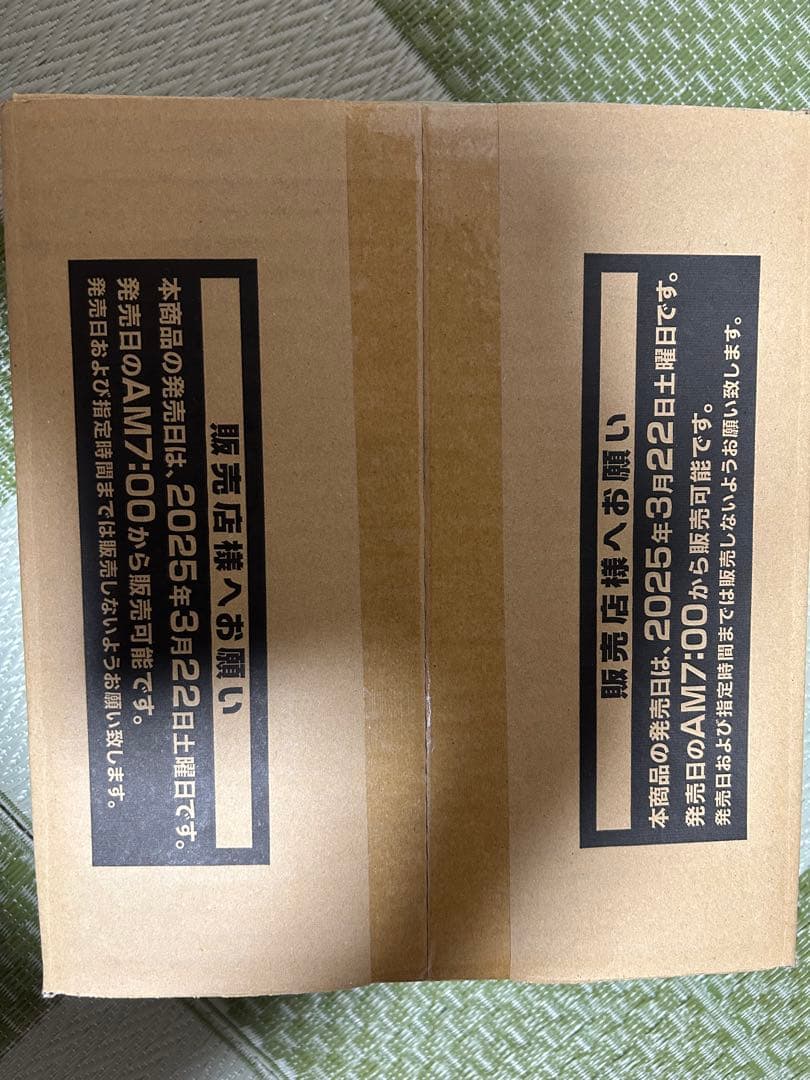 販売店様へお願い
本商品の発売日は、2025年3月22日土曜日です。
発売日のAM7:00から販売可能です。
発売日および指定時間までは販売しないようお願い致します。
販売店様へお願い
本商品の発売日は、2025年3月22日土曜日です。
発売日のAM7:00から販売可能です。
発売日および指定時間までは販売しないようお願い致します。